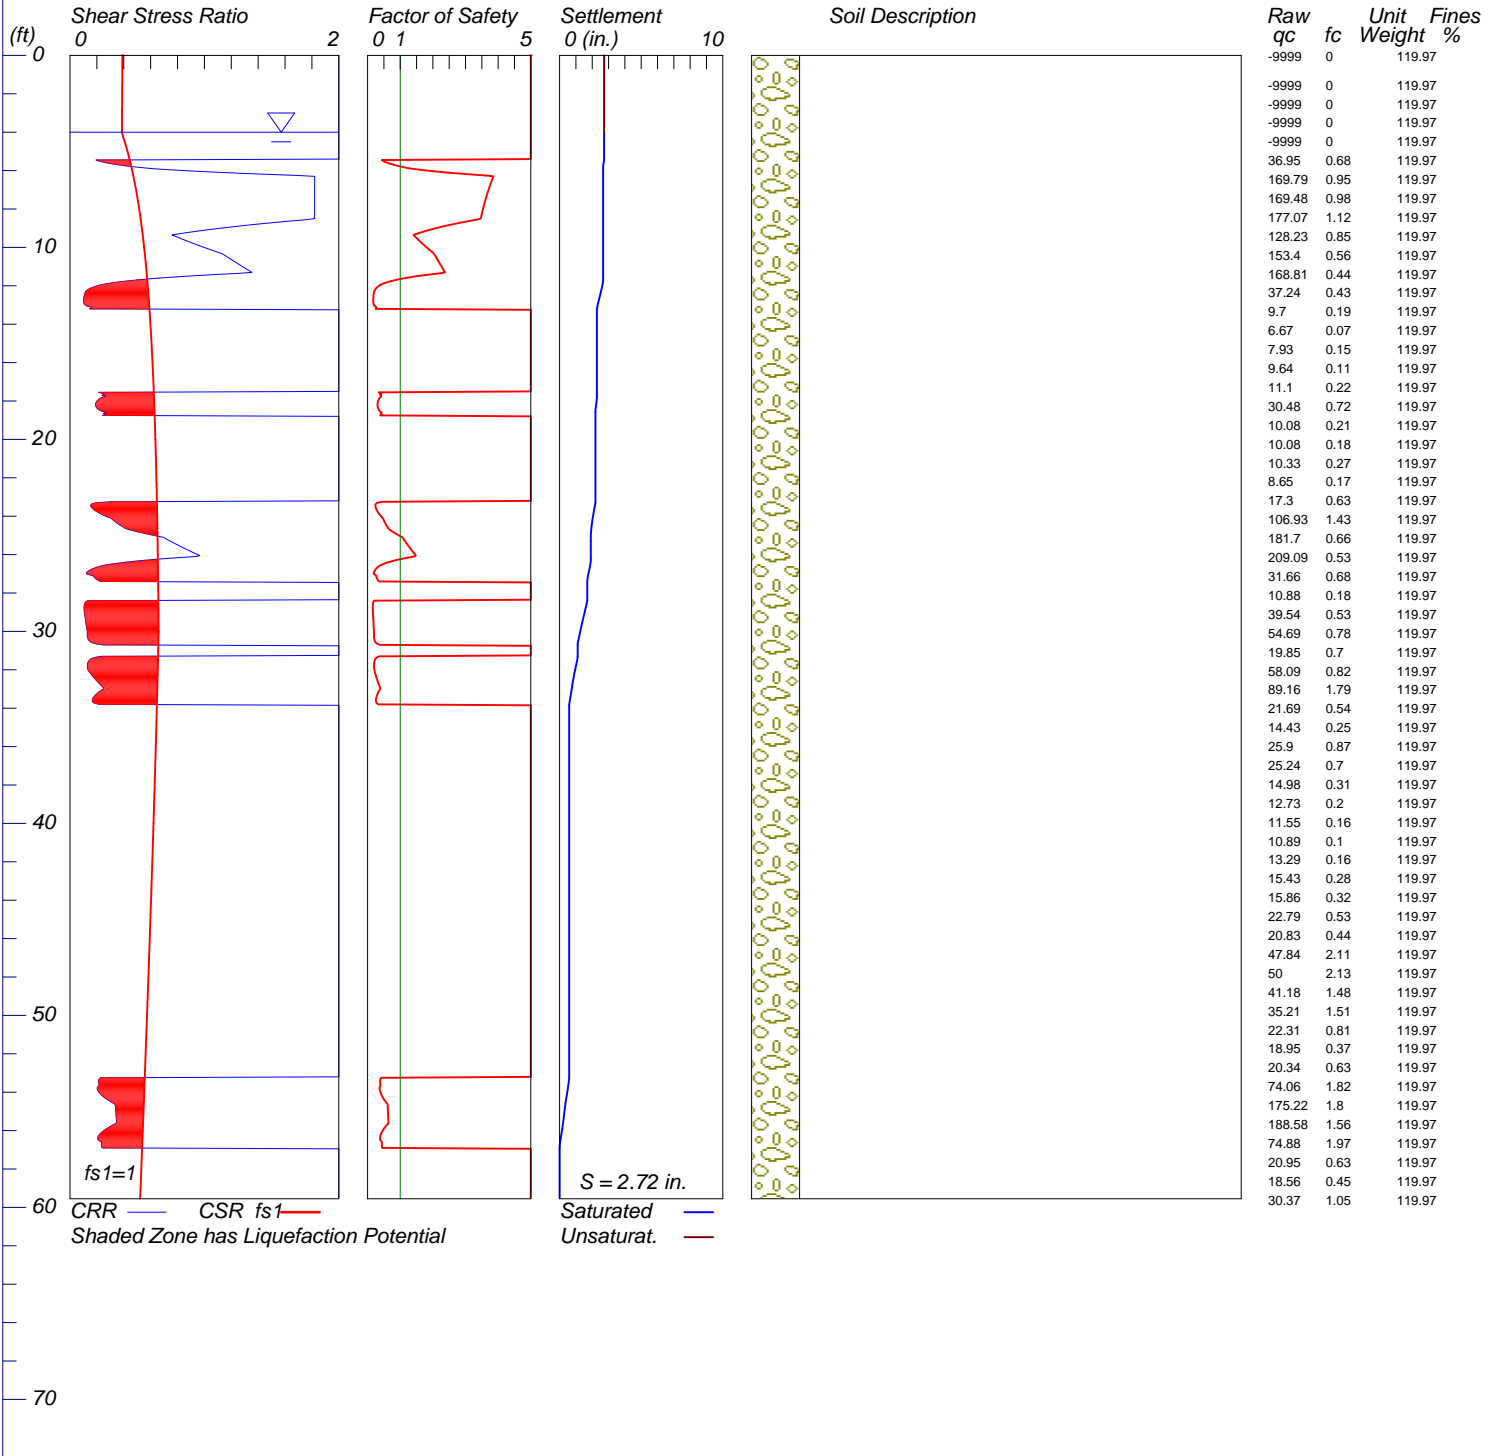 Shear Stress Ratio Factor of Safety Settlement Soil Description Raw Unit Fines
(ft) 0 2 0 1 5 0 (in.) 10 qc fc Weight %
0 -9999 0 119.97
-9999 0 119.97
-9999 0 119.97
-9999 0 119.97
-9999 0 119.97
36.95 0.68 119.97
169.79 0.95 119.97
169.48 0.98 119.97
177.07 1.12 119.97
10 128.23 0.85 119.97
153.4 0.56 119.97
168.81 0.44 119.97
37.24 0.43 119.97
9.7 0.19 119.97
6.67 0.07 119.97
7.93 0.15 119.97
9.64 0.11 119.97
11.1 0.22 119.97
30.48 0.72 119.97
20 10.08 0.21 119.97
10.08 0.18 119.97
10.33 0.27 119.97
8.65 0.17 119.97
17.3 0.63 119.97
106.93 1.43 119.97
181.7 0.66 119.97
209.09 0.53 119.97
31.66 0.68 119.97
10.88 0.18 119.97
39.54 0.53 119.97
30 54.69 0.78 119.97
19.85 0.7 119.97
58.09 0.82 119.97
89.16 1.79 119.97
21.69 0.54 119.97
14.43 0.25 119.97
25.9 0.87 119.97
25.24 0.7 119.97
14.98 0.31 119.97
12.73 0.2 119.97
40 11.55 0.16 119.97
10.89 0.1 119.97
13.29 0.16 119.97
15.43 0.28 119.97
15.86 0.32 119.97
22.79 0.53 119.97
20.83 0.44 119.97
47.84 2.11 119.97
50 2.13 119.97
41.18 1.48 119.97
50 35.21 1.51 119.97
22.31 0.81 119.97
18.95 0.37 119.97
20.34 0.63 119.97
74.06 1.82 119.97
175.22 1.8 119.97
188.58 1.56 119.97
74.88 1.97 119.97
20.95 0.63 119.97
fs1=1 S = 2.72 in. 18.56 0.45 119.97
60 30.37 1.05 119.97
CRR CSR fs1 Saturated
Shaded Zone has Liquefaction Potential Unsaturat.
70